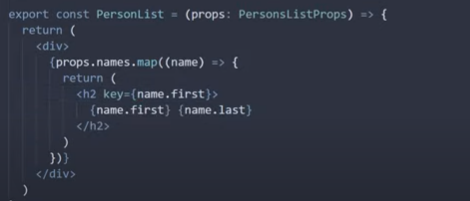 export const PersonList = (props: PersonsListProps) => {
return (
<div>
{props.names.map((name) => {
return (
<h2 key={name.first}>
{name.first} {name.last}
</h2>
)
})}
</div>
)